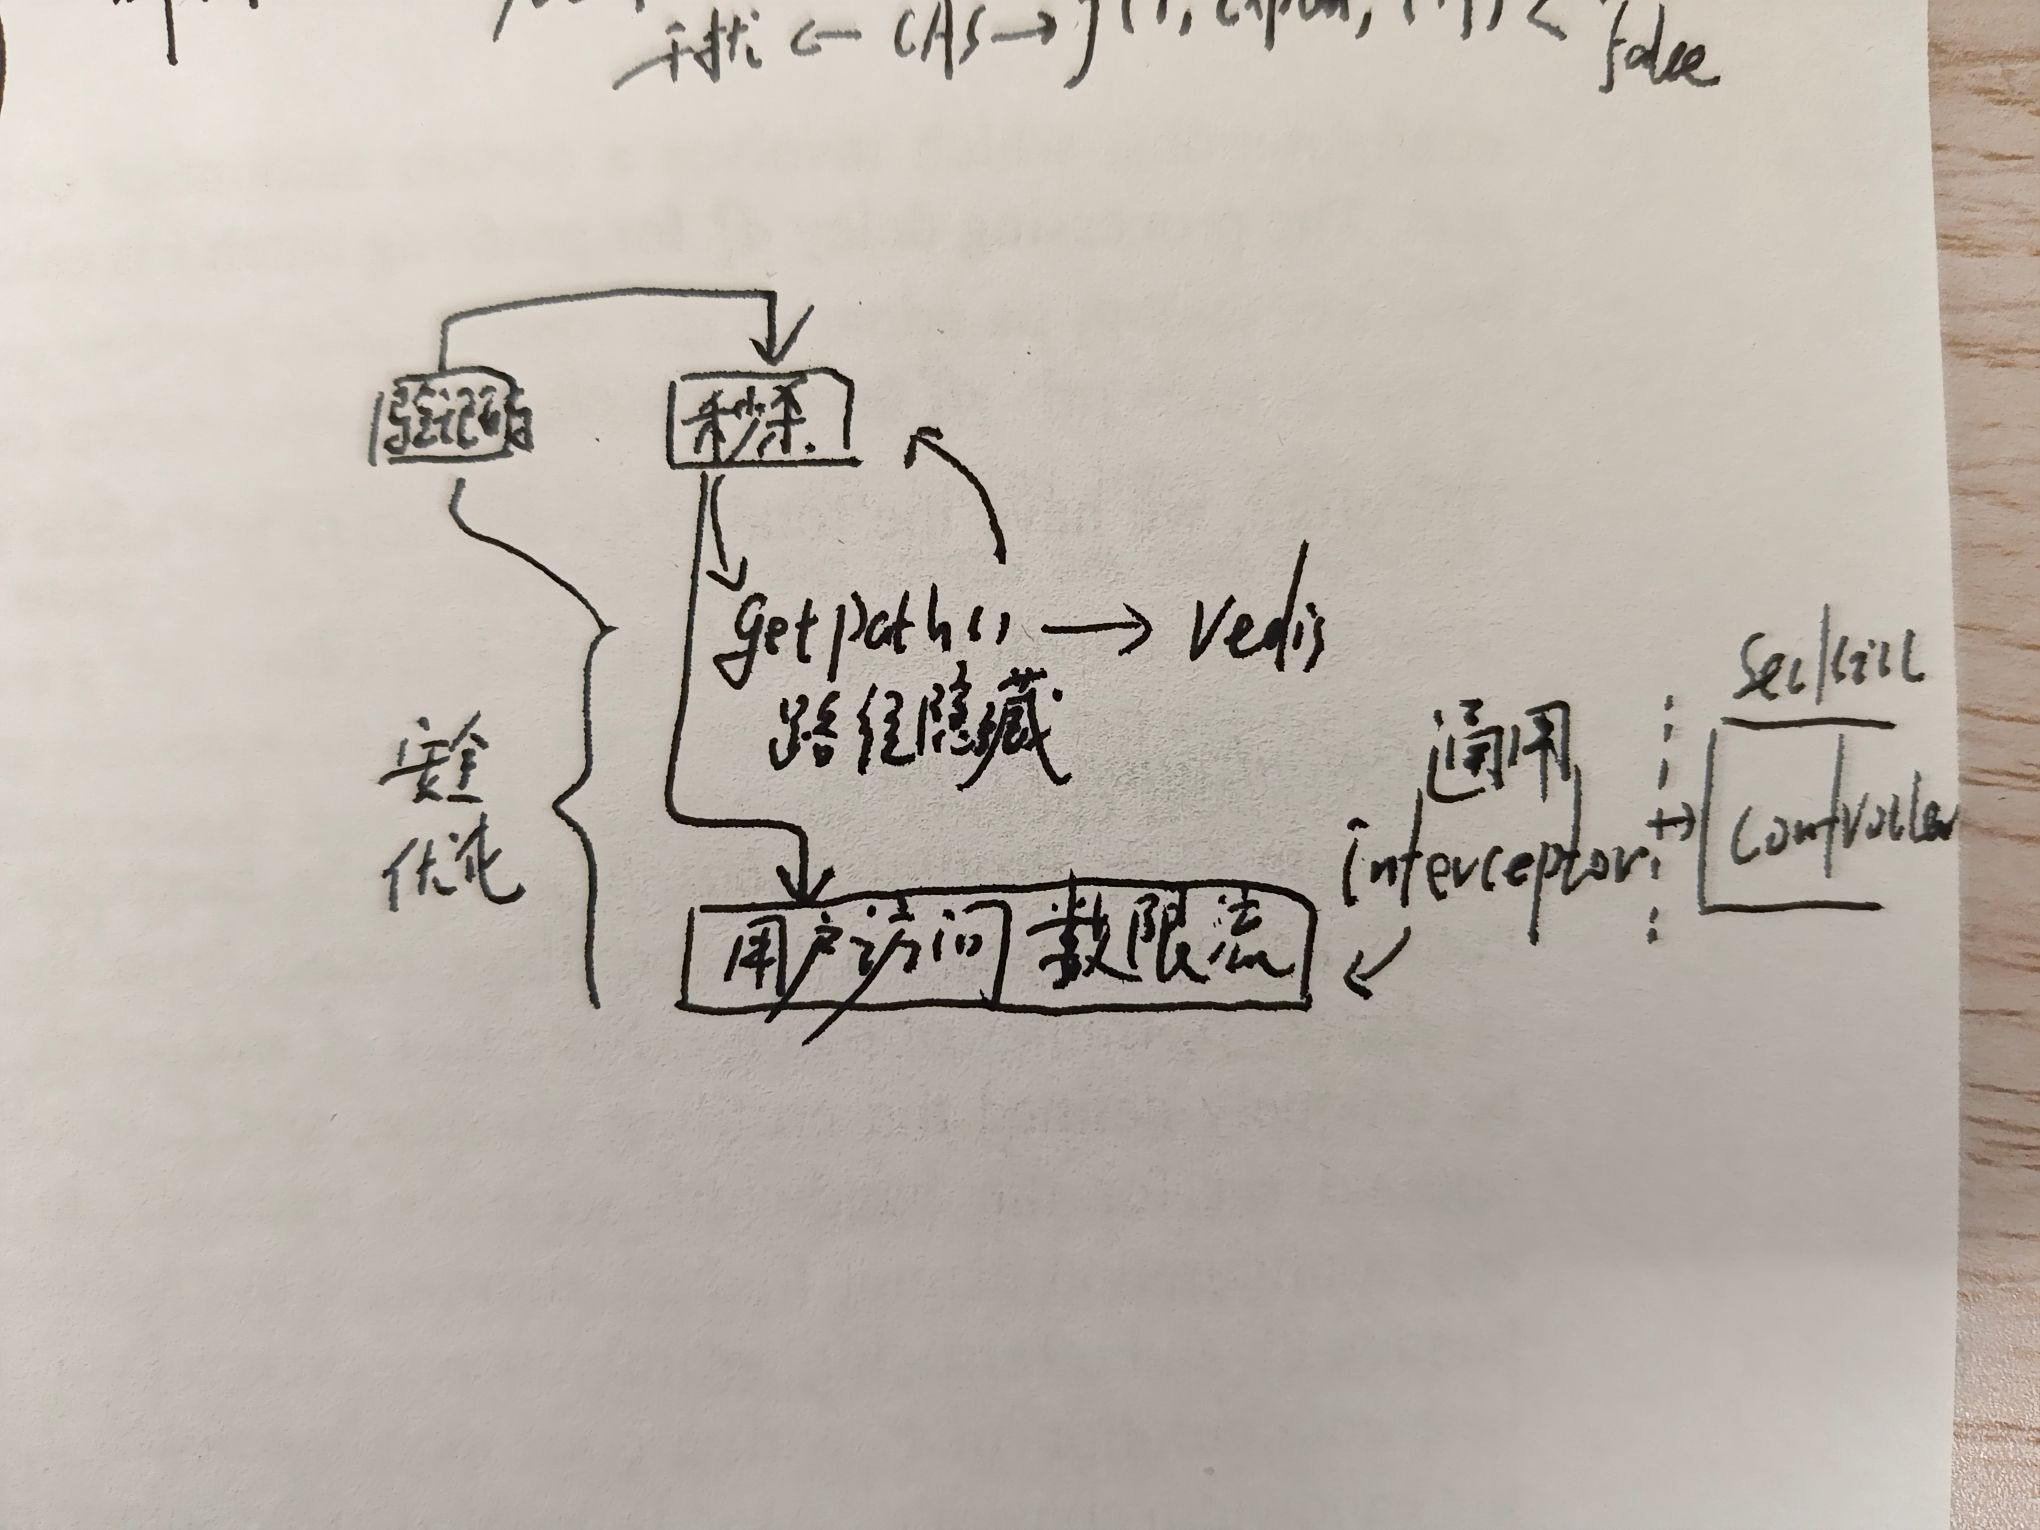 干扰 ← CAS →
false
验证码 秒杀
getpath() → redis
路径隐藏
seckill
通用
安全
优化
interceptor → controller
用户访问 数限流